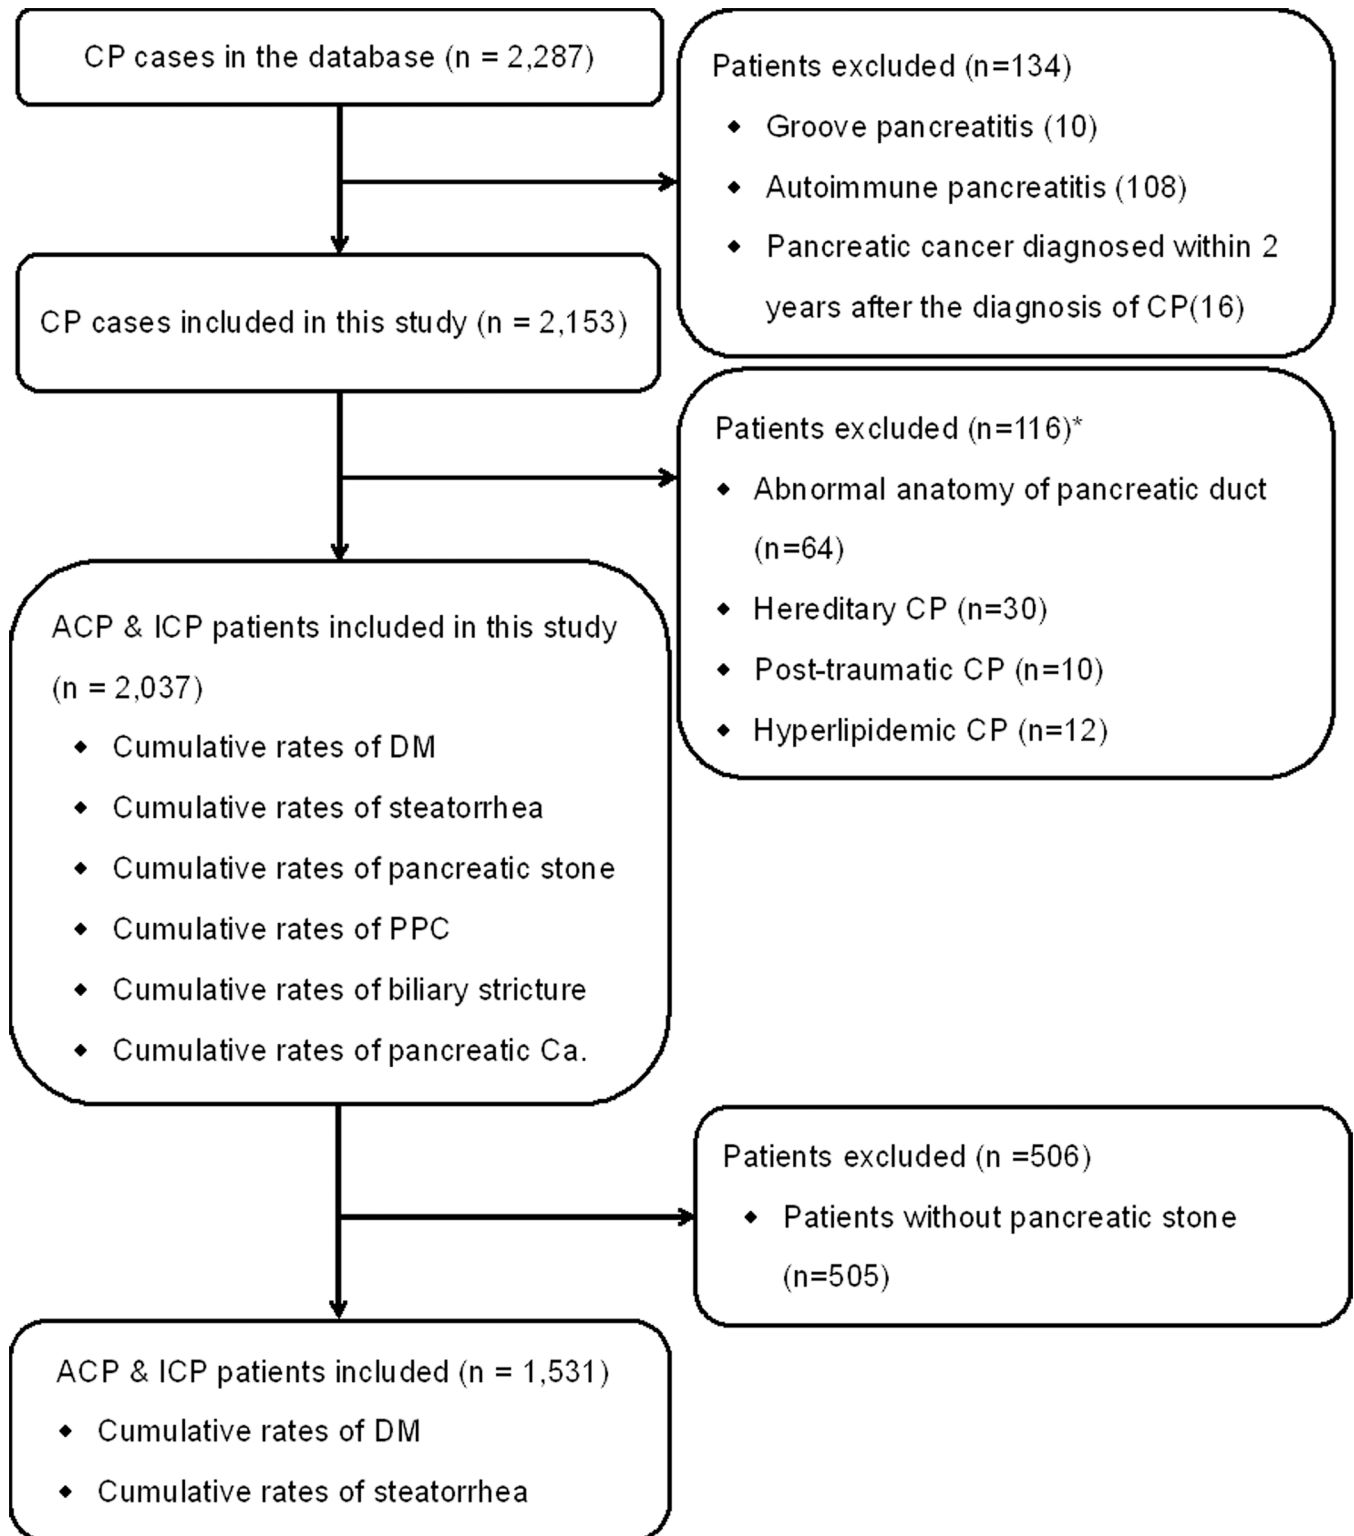 CP cases in the database (n = 2,287)
Patients excluded (n=134)
◆ Groove pancreatitis (10)
◆ Autoimmune pancreatitis (108)
◆ Pancreatic cancer diagnosed within 2
years after the diagnosis of CP(16)
CP cases included in this study (n = 2,153)
Patients excluded (n=116)*
◆ Abnormal anatomy of pancreatic duct
(n=64)
◆ Hereditary CP (n=30)
◆ Post-traumatic CP (n=10)
◆ Hyperlipidemic CP (n=12)
ACP & ICP patients included in this study
(n = 2,037)
◆ Cumulative rates of DM
◆ Cumulative rates of steatorrhea
◆ Cumulative rates of pancreatic stone
◆ Cumulative rates of PPC
◆ Cumulative rates of biliary stricture
◆ Cumulative rates of pancreatic Ca.
Patients excluded (n =506)
◆ Patients without pancreatic stone
(n=505)
ACP & ICP patients included (n = 1,531)
◆ Cumulative rates of DM
◆ Cumulative rates of steatorrhea